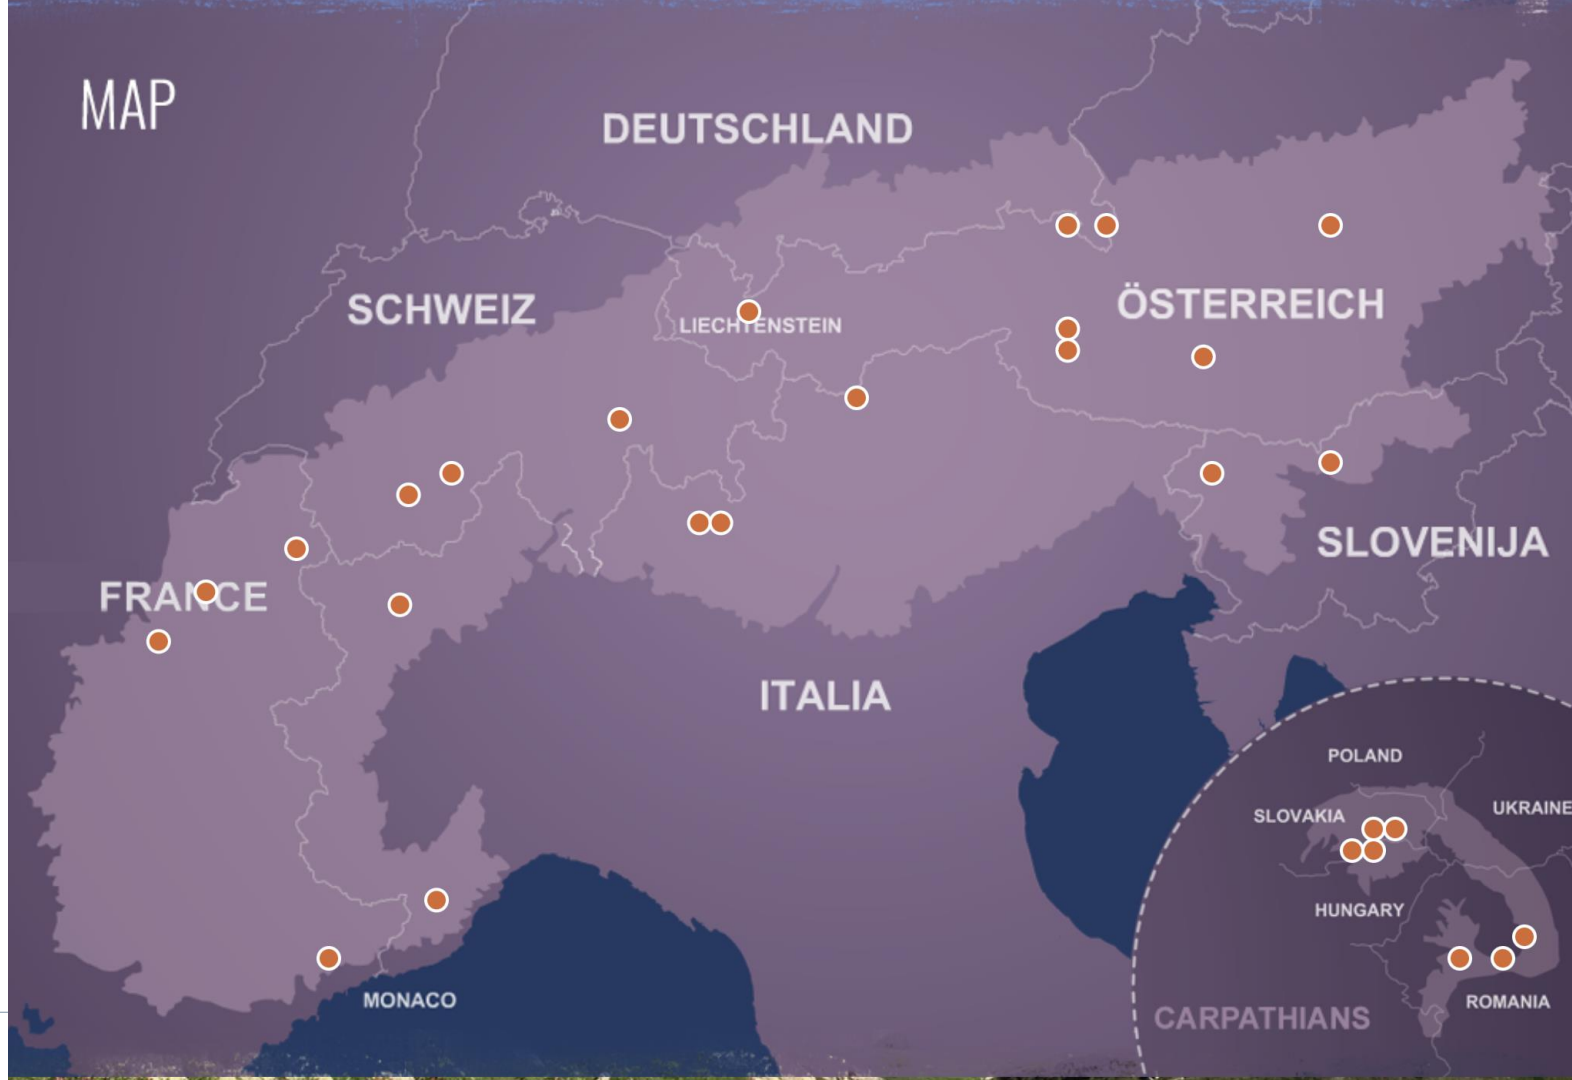 MAP
DEUTSCHLAND
SCHWEIZ
LIECHTENSTEIN
ÖSTERREICH
FRANCE
SLOVENIJA
ITALIA
MONACO
POLAND
SLOVAKIA
UKRAINE
HUNGARY
ROMANIA
CARPATHIANS